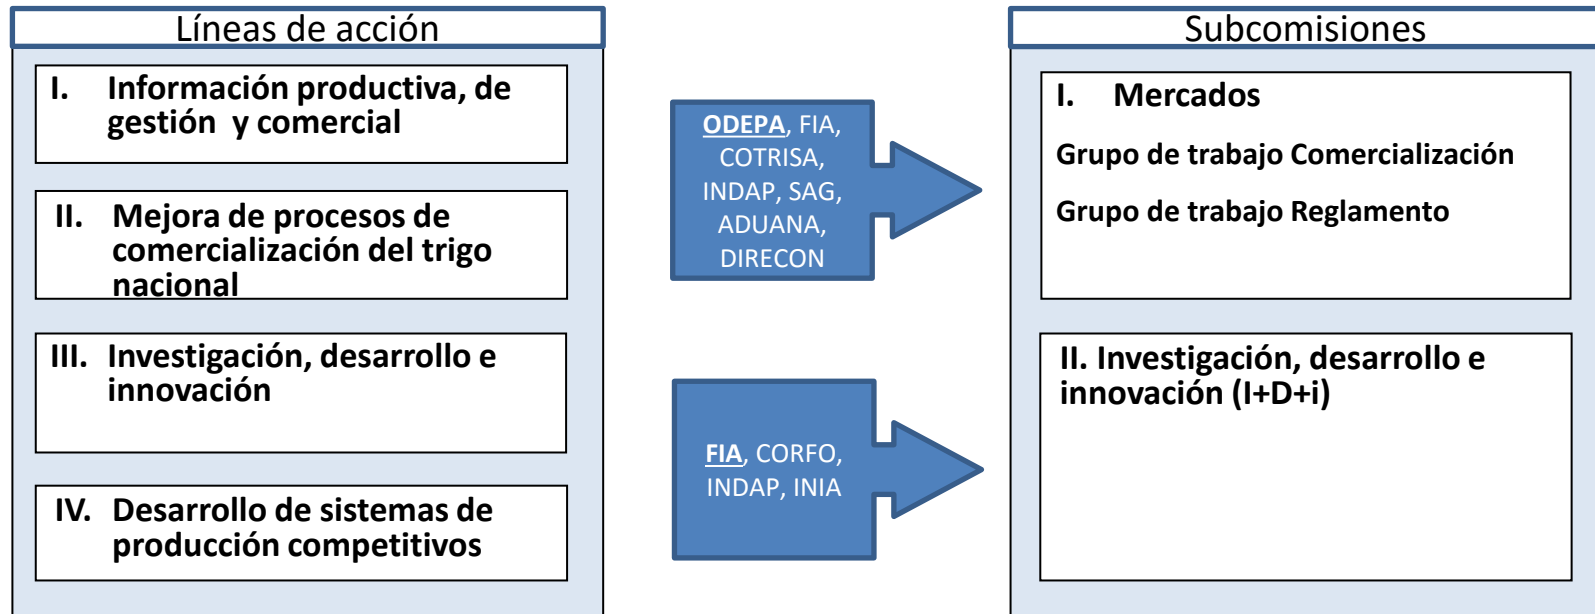 Líneas de acción
I. Información productiva, de
gestión y comercial
II. Mejora de procesos de
comercialización del trigo
nacional
III. Investigación, desarrollo e
innovación
IV. Desarrollo de sistemas de
producción competitivos
ODEPA, FIA,
COTRISA,
INDAP, SAG,
ADUANA,
DIRECON
FIA, CORFO,
INDAP, INIA
Subcomisiones
I. Mercados
Grupo de trabajo Comercialización
Grupo de trabajo Reglamento
II. Investigación, desarrollo e
innovación (I+D+i)